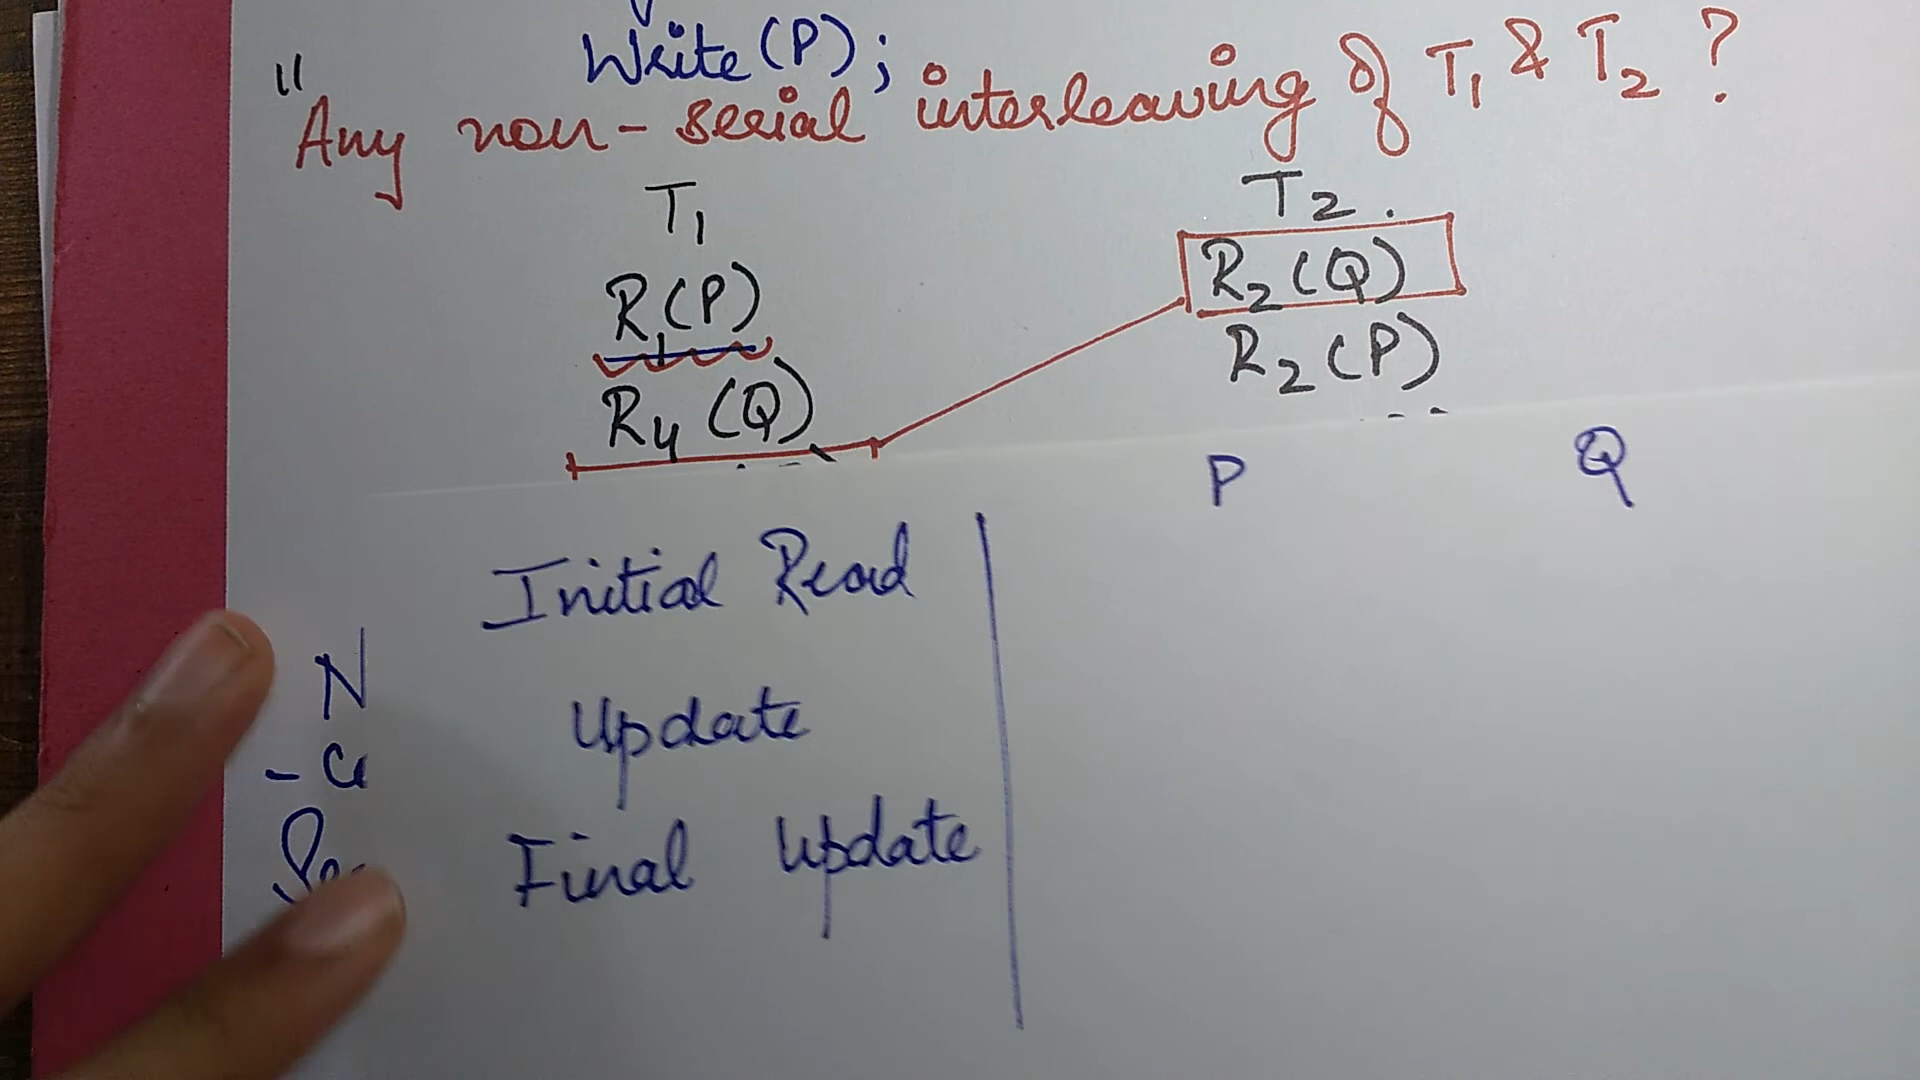 Write (P);
" Any non-serial interleaving of T1 & T2 ?
T1 T2.
R1(P) R2(Q)
R4(Q) R2(P)
P Q
Initial Read
N Update
Final Update